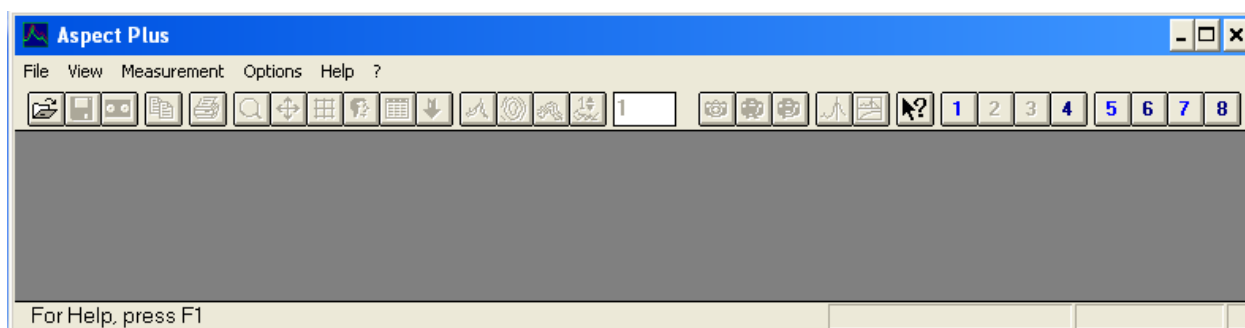 Aspect Plus
File View Measurement Options Help ?
1 1 2 3 4 5 6 7 8
For Help, press F1